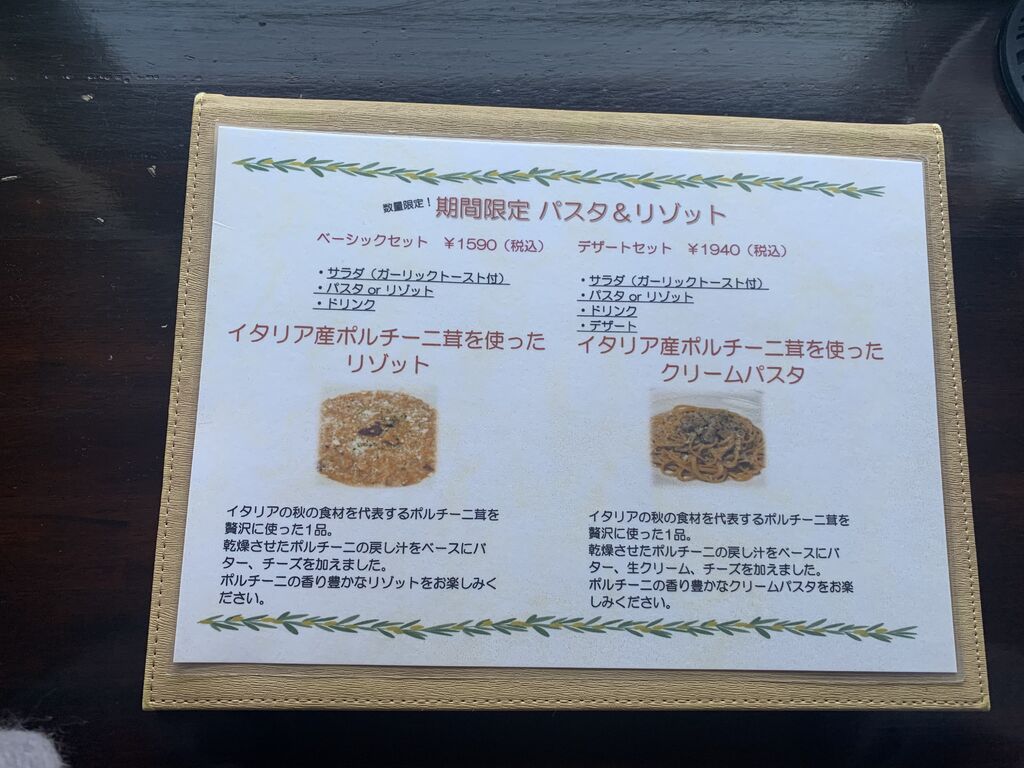 数量限定！期間限定 パスタ＆リゾット
ベーシックセット ￥1590（税込）
・サラダ（ガーリックトースト付）
・パスタ or リゾット
・ドリンク
デザートセット ￥1940（税込）
・サラダ（ガーリックトースト付）
・パスタ or リゾット
・ドリンク
・デザート
イタリア産ポルチーニ茸を使った
リゾット
イタリアの秋の食材を代表するポルチーニ茸を
贅沢に使った1品。
乾燥させたポルチーニの戻し汁をベースにバ
ター、チーズを加えました。
ポルチーニの香り豊かなリゾットをお楽しみく
ださい。
イタリア産ポルチーニ茸を使った
クリームパスタ
イタリアの秋の食材を代表するポルチーニ茸を
贅沢に使った1品。
乾燥させたポルチーニの戻し汁をベースにバ
ター、生クリーム、チーズを加えました。
ポルチーニの香り豊かなクリームパスタをお楽
しみください。